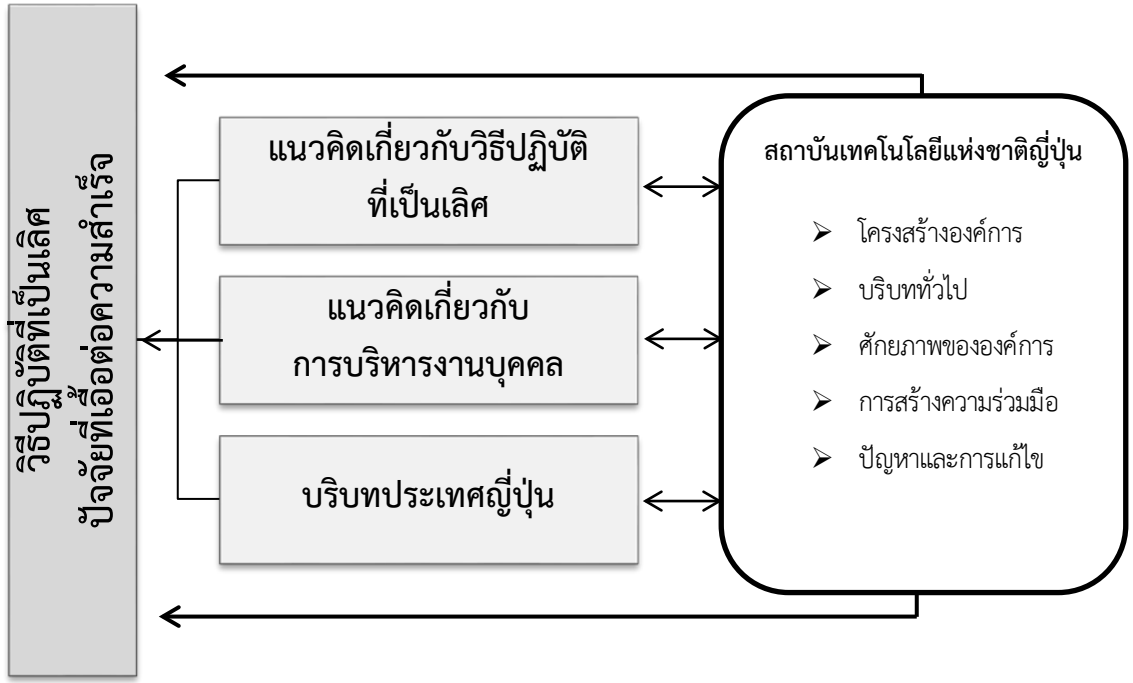 วิธีปฏิบัติที่เป็นเลิศ
ปัจจัยที่เอื้อต่อความสำเร็จ
แนวคิดเกี่ยวกับวิธีปฏิบัติ
ที่เป็นเลิศ
แนวคิดเกี่ยวกับ
การบริหารงานบุคคล
บริบทประเทศญี่ปุ่น
สถาบันเทคโนโลยีแห่งชาติญี่ปุ่น
➢ โครงสร้างองค์การ
➢ บริบททั่วไป
➢ ศักยภาพขององค์การ
➢ การสร้างความร่วมมือ
➢ ปัญหาและการแก้ไข